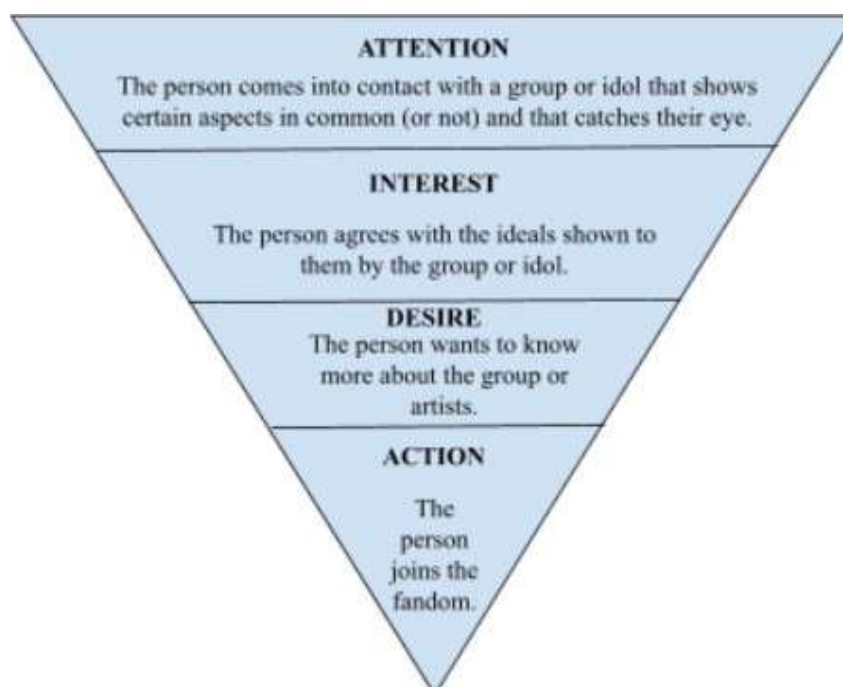 ATTENTION
The person comes into contact with a group or idol that shows
certain aspects in common (or not) and that catches their eye.
INTEREST
The person agrees with the ideals shown to
them by the group or idol.
DESIRE
The person wants to know
more about the group or
artists.
ACTION
The
person
joins the
fandom.